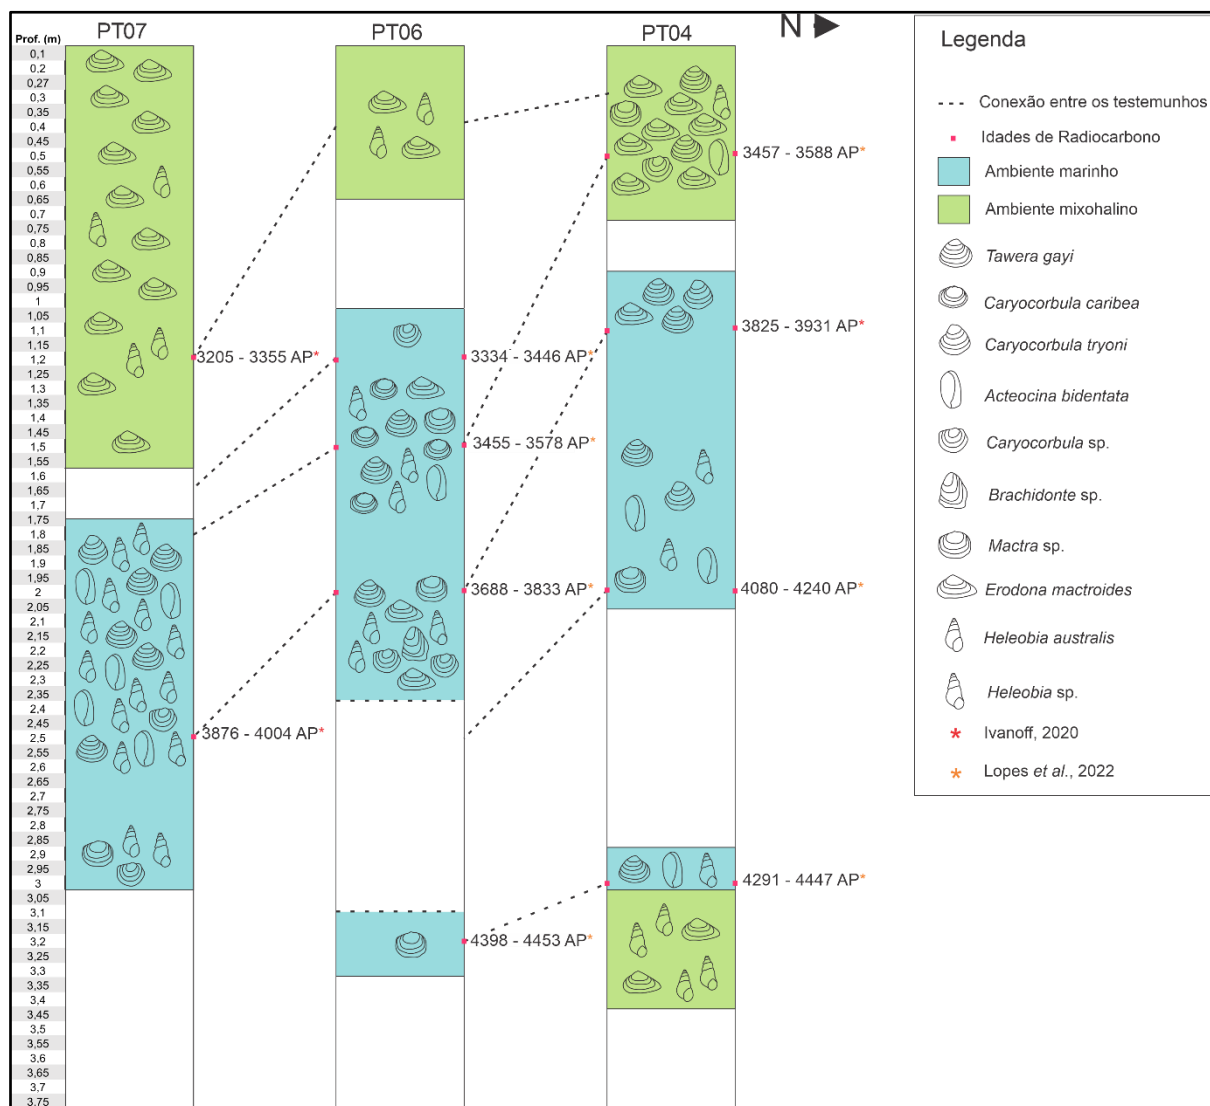 PT07
PT06
PT04
N
Prof. (m)
0,1
0,2
0,27
0,3
0,35
0,4
0,45
0,5
0,55
0,6
0,65
0,7
0,75
0,8
0,85
0,9
0,95
1
1,05
1,1
1,15
1,2
1,25
1,3
1,35
1,4
1,45
1,5
1,55
1,6
1,65
1,7
1,75
1,8
1,85
1,9
1,95
2
2,05
2,1
2,15
2,2
2,25
2,3
2,35
2,4
2,45
2,5
2,55
2,6
2,65
2,7
2,75
2,8
2,85
2,9
2,95
3
3,05
3,1
3,15
3,2
3,25
3,3
3,35
3,4
3,45
3,5
3,55
3,6
3,65
3,7
3.75
3205 - 3355 AP*
3876 - 4004 AP*
3334 - 3446 AP*
3455 - 3578 AP*
3688 - 3833 AP*
4398 - 4453 AP*
3457 - 3588 AP*
3825 - 3931 AP*
4080 - 4240 AP*
4291 - 4447 AP*
Legenda
Conexão entre os testemunhos
Idades de Radiocarbono
Ambiente marinho
Ambiente mixohalino
Tawera gayi
Caryocorbula caribea
Caryocorbula tryoni
Acteocina bidentata
Caryocorbula sp.
Brachidonte sp.
Mactra sp.
Erodona mactroides
Heleobia australis
Heleobia sp.
* Ivanoff, 2020
* Lopes et al., 2022